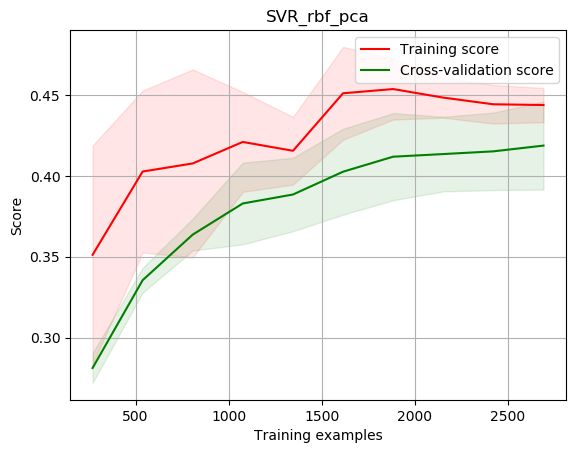 SVR_rbf_pca
Training score
Cross-validation score
0.45
0.40
0.35
0.30
Score
500
1000
1500
2000
2500
Training examples